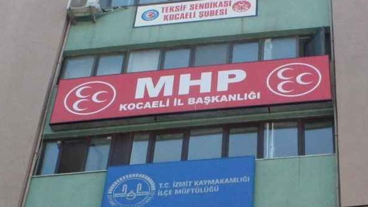 TEKSİF SENDİKASI
KOCAELİ ŞUBESİ
MHP
KOCAELİ İL BAŞKANLIĞI
T.C. İZMİT KAYMAKAMLIĞI
İLÇE MÜFTÜLÜĞÜ